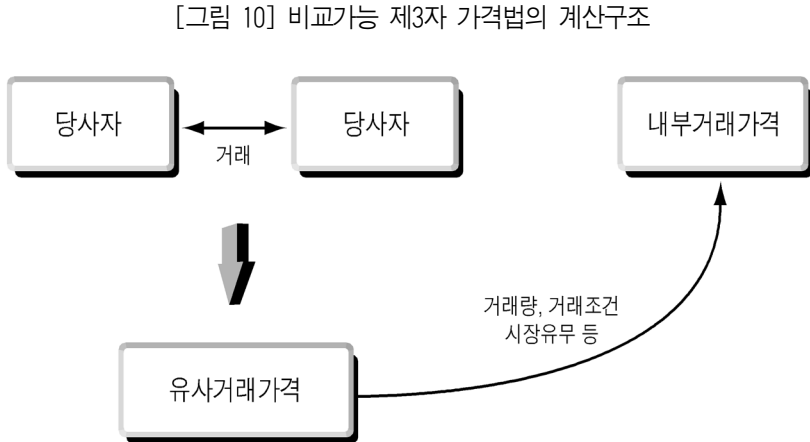 [그림 10] 비교가능 제3자 가격법의 계산구조
당사자
거래
당사자
내부거래가격
거래량, 거래조건
시장유무 등
유사거래가격